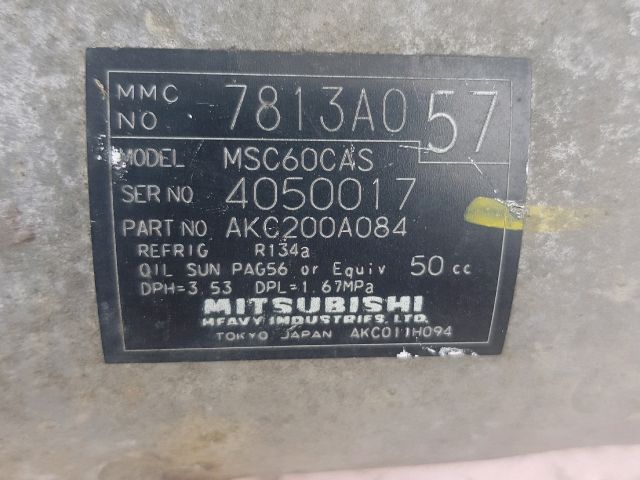 MMC NO 7813A057
MODEL MSC60CAS
SER NO 4050017
PART NO AKC200A084
REFRIG R134a
OIL SUN PAG56 or Equiv 50 cc
DPH=3.53 DPL=1.67MPa
MITSUBISHI
HEAVY INDUSTRIES, LTD.
TOKYO JAPAN AKC011H094